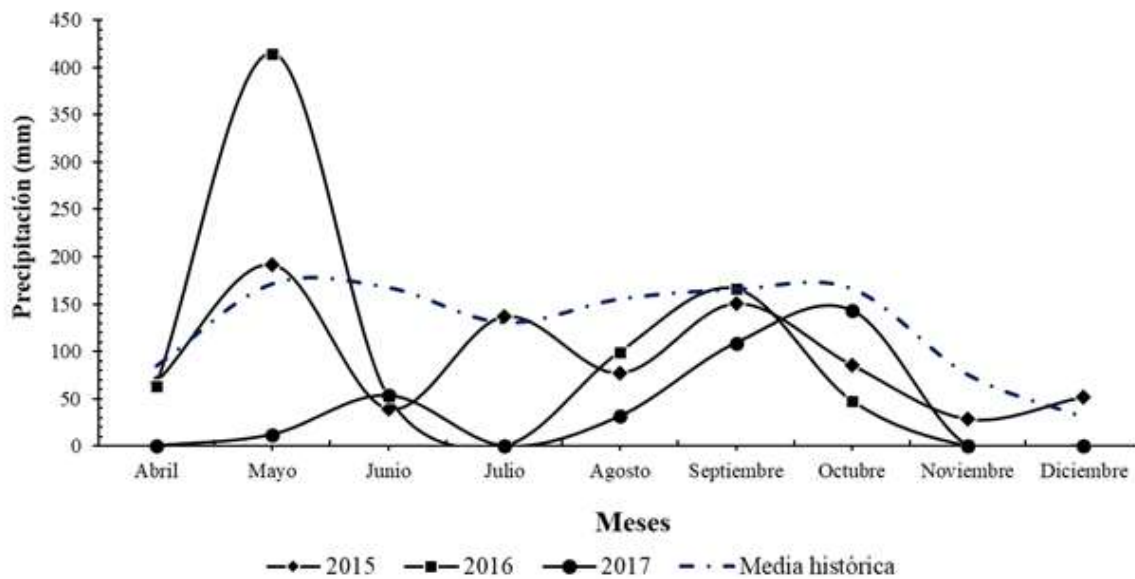 450
400
350
300
250
200
150
100
50
0
Precipitación (mm)
Abril Mayo Junio Julio Agosto Septiembre Octubre Noviembre Diciembre
Meses
2015 2016 2017 Media histórica